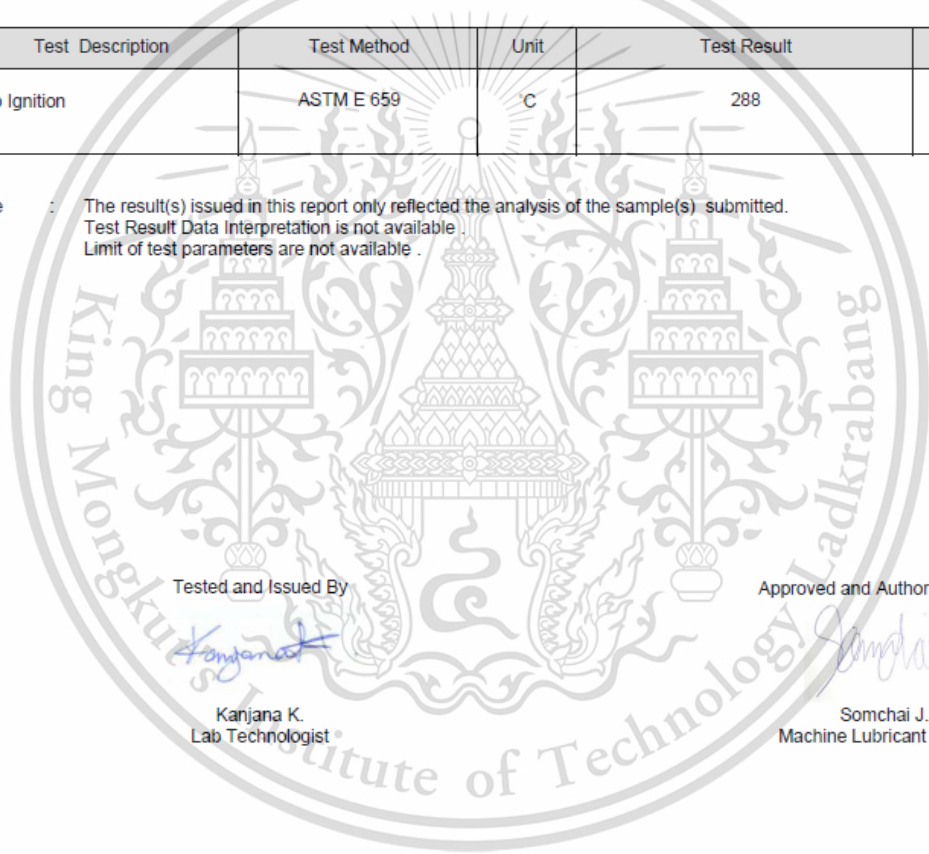 Test Description Test Method Unit Test Result
Ignition ASTM E 659 °C 288
: The result(s) issued in this report only reflected the analysis of the sample(s) submitted.
Test Result Data Interpretation is not available .
Limit of test parameters are not available .
King Mongkut's Institute of Technology Ladkrabang
Tested and Issued By
Approved and Author
Kanjana K.
Lab Technologist
Somchai J.
Machine Lubricant